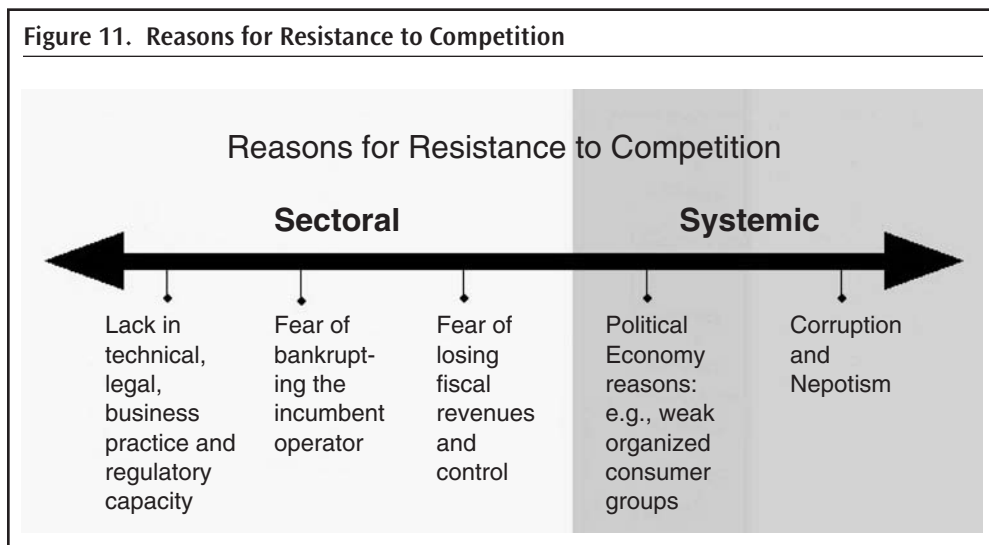 Figure 11. Reasons for Resistance to Competition
Reasons for Resistance to Competition
Sectoral
Systemic
Lack in
technical,
legal,
business
practice and
regulatory
capacity
Fear of
bankrupt-
ing the
incumbent
operator
Fear of
losing
fiscal
revenues
and
control
Political
Economy
reasons:
e.g., weak
organized
consumer
groups
Corruption
and
Nepotism